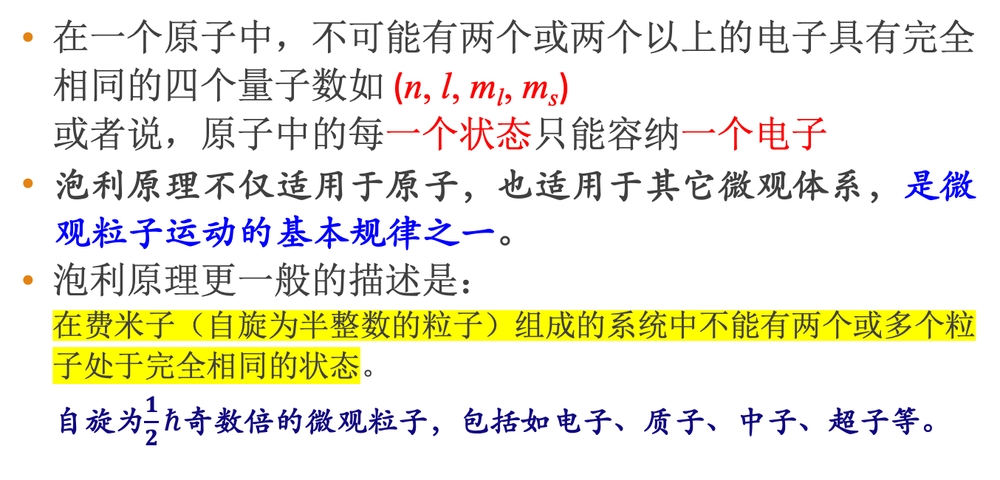 • 在一个原子中，不可能有两个或两个以上的电子具有完全
相同的四个量子数如 (n, l, mₗ, mₛ)
或者说，原子中的每一个状态只能容纳一个电子
• 泡利原理不仅适用于原子，也适用于其它微观体系，是微
观粒子运动的基本规律之一。
• 泡利原理更一般的描述是：
在费米子（自旋为半整数的粒子）组成的系统中不能有两个或多个粒
子处于完全相同的状态。
自旋为1/2 ℏ奇数倍的微观粒子，包括如电子、质子、中子、超子等。